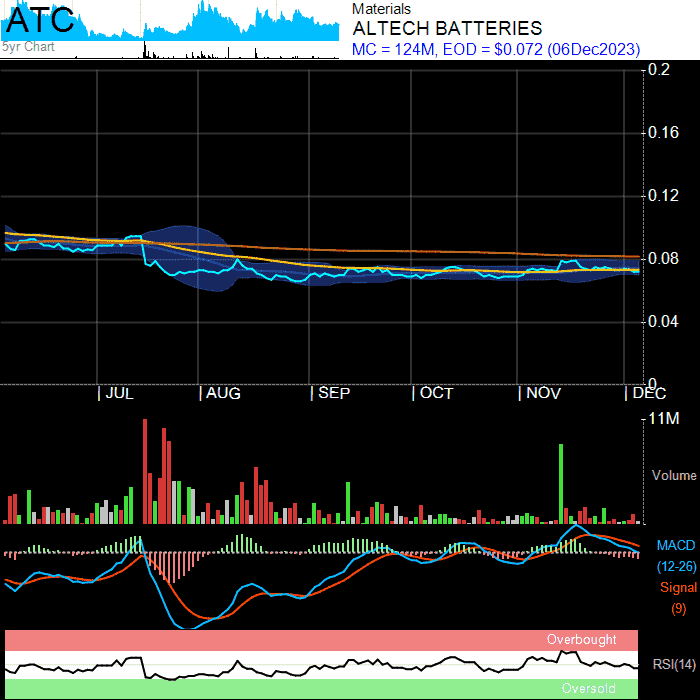 ATC
5yr Chart
Materials
ALTECH BATTERIES
MC = 124M, EOD = $0.072 (06Dec2023)
0.2
0.16
0.12
0.08
0.04
0
JUL AUG SEP OCT NOV DEC
11M
Volume
MACD
(12-26)
Signal
(9)
Overbought
RSI(14)
Oversold